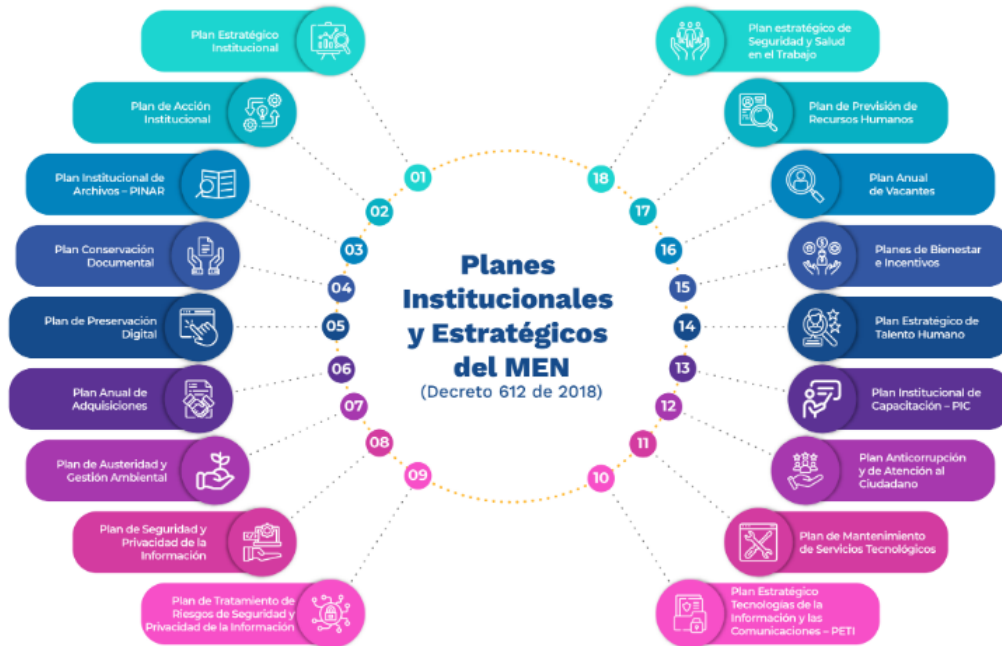 Plan Estratégico
Institucional
01
Plan de Acción
Institucional
02
Plan Institucional de
Archivos – PINAR
03
Plan Conservación
Documental
04
Plan de Preservación
Digital
05
Plan Anual de
Adquisiciones
06
Plan de Austeridad y
Gestión Ambiental
07
Plan de Seguridad y
Privacidad de la
Información
08
Plan de Tratamiento de
Riesgos de Seguridad y
Privacidad de la Información
09
Planes
Institucionales
y Estratégicos
del MEN
(Decreto 612 de 2018)
18
Plan estratégico de
Seguridad y Salud
en el Trabajo
17
Plan de Previsión de
Recursos Humanos
16
Plan Anual
de Vacantes
15
Planes de Bienestar
e Incentivos
14
Plan Estratégico de
Talento Humano
13
Plan Institucional de
Capacitación – PIC
12
Plan Anticorrupción
y de Atención al
Ciudadano
11
Plan de Mantenimiento
de Servicios Tecnológicos
10
Plan Estratégico
Tecnologías de la
Información y las
Comunicaciones – PETI